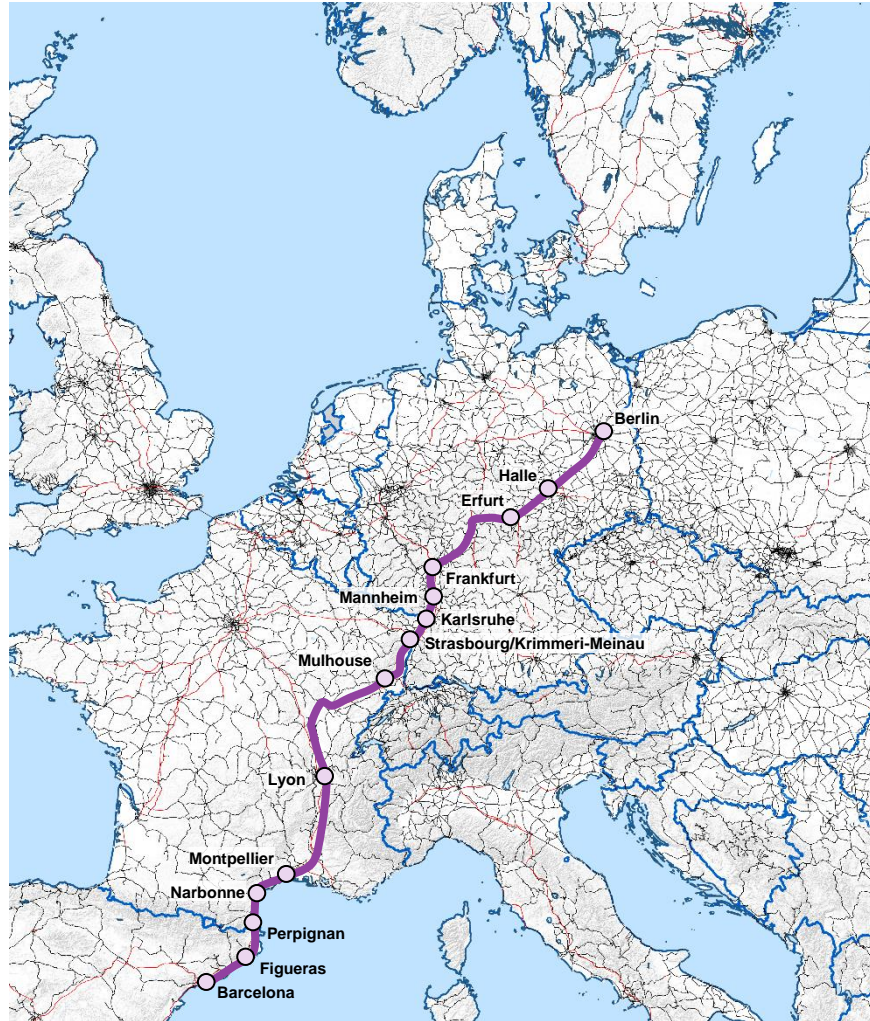 Berlin
Halle
Erfurt
Frankfurt
Mannheim
Karlsruhe
Strasbourg/Krimmeri-Meinau
Mulhouse
Lyon
Montpellier
Narbonne
Perpignan
Figueras
Barcelona